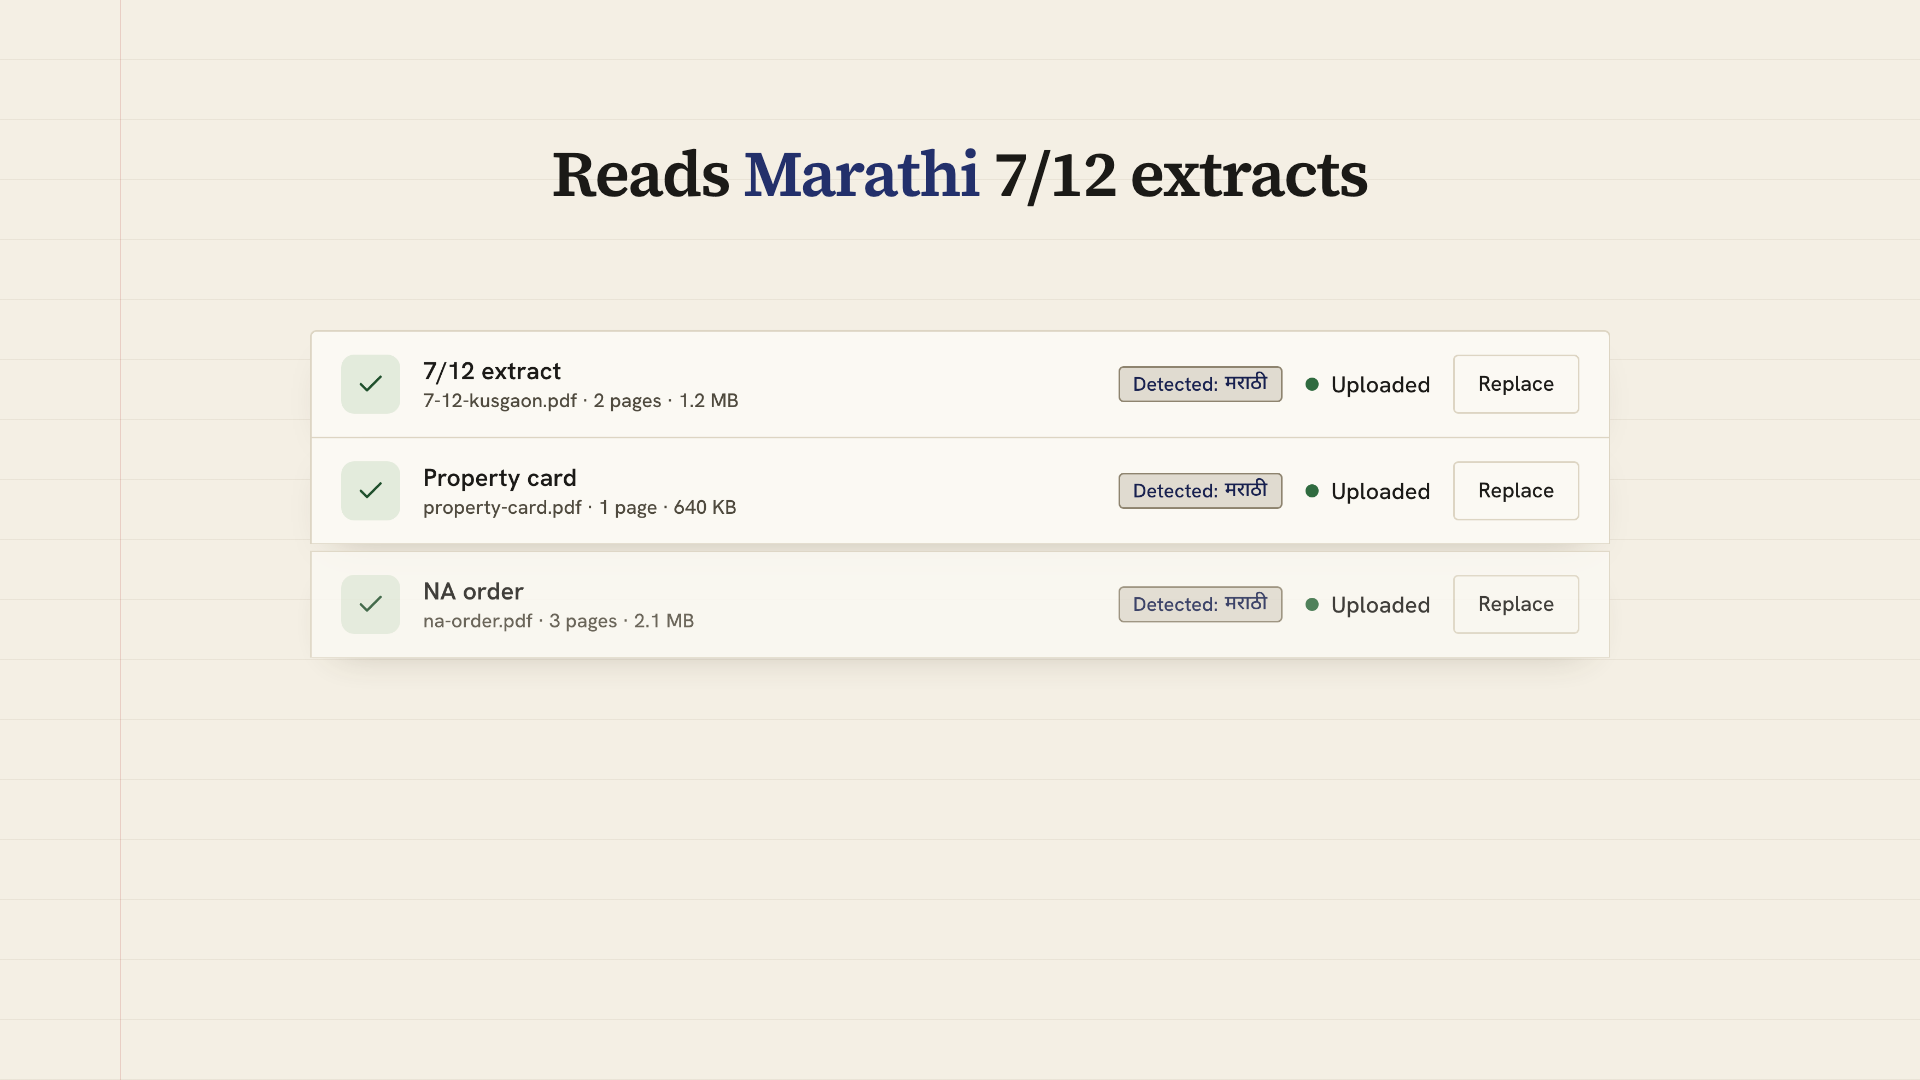 Reads Marathi 7/12 extracts
7/12 extract
7-12-kusgaon.pdf · 2 pages · 1.2 MB
Detected: मराठी
Uploaded
Replace
Property card
property-card.pdf · 1 page · 640 KB
Detected: मराठी
Uploaded
Replace
NA order
na-order.pdf · 3 pages · 2.1 MB
Detected: मराठी
Uploaded
Replace